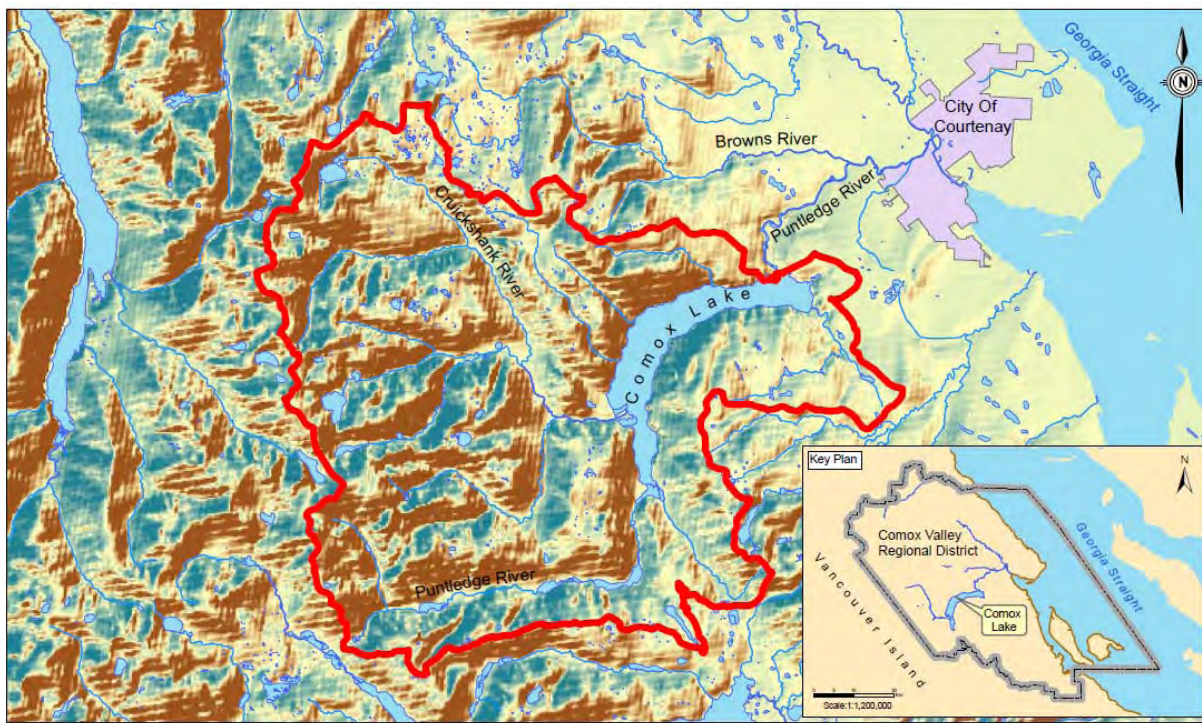 Georgia Straight
N
City Of
Courtenay
Browns River
Puntledge River
Cruickshank River
Comox Lake
Puntledge River
Key Plan
N
Comox Valley
Regional District
Georgia Straight
Vancouver Island
Comox
Lake
Scale:1:1,200,000